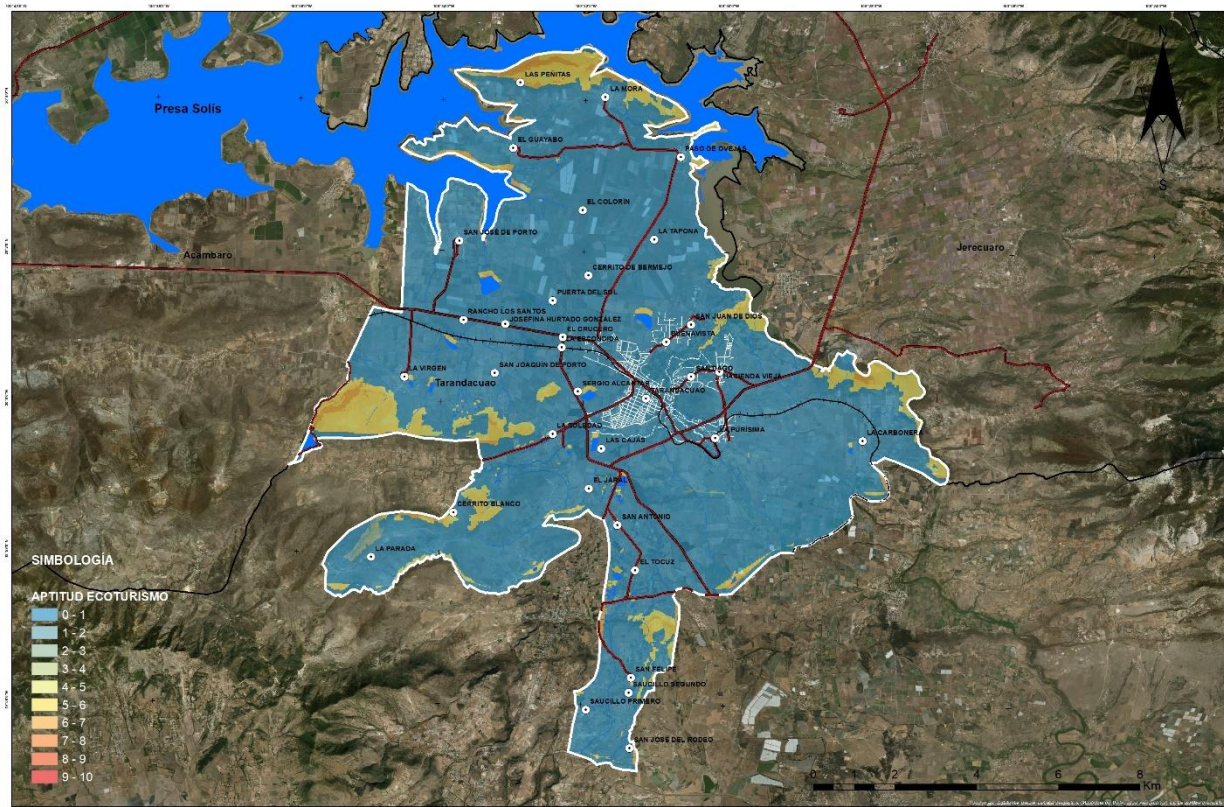 N
LAS PEÑITAS
LA MORA
Presa Solís
EL GUAYABO
PASO DE OVEJAS
S
EL COLORÍN
SAN JOSÉ DE PORTO
LA TAPONA
Acámbaro
Jerecuaro
CERRITO DE BERMEJO
PUERTA DEL SOL
RANCHO LOS SANTOS
JOSEFINA HURTADO GONZÁLEZ
SAN JUAN DE DIOS
EL CRUCERO
BUENAVISTA
LA ESCONDIDA
LA VIRGEN
SAN JOAQUÍN DE PORTO
SANTIAGO
HACIENDA VIEJA
Tarandacuao
SERGIO ALCÁNTAR
TARANDACUAO
LA SOLEDAD
LA PURÍSIMA
LA CARBONERA
LAS CAJAS
EL JARAL
CERRITO BLANCO
SAN ANTONIO
LA PARADA
EL TOCUZ
SIMBOLOGÍA
APTITUD ECOTURISMO
0 - 1
1 - 2
2 - 3
3 - 4
4 - 5
5 - 6
6 - 7
7 - 8
8 - 9
9 - 10
SAN FELIPE
SAUCILLO SEGUNDO
SAUCILLO PRIMERO
SAN JOSÉ DEL RODEO
0 1 2 4 6 8
Km